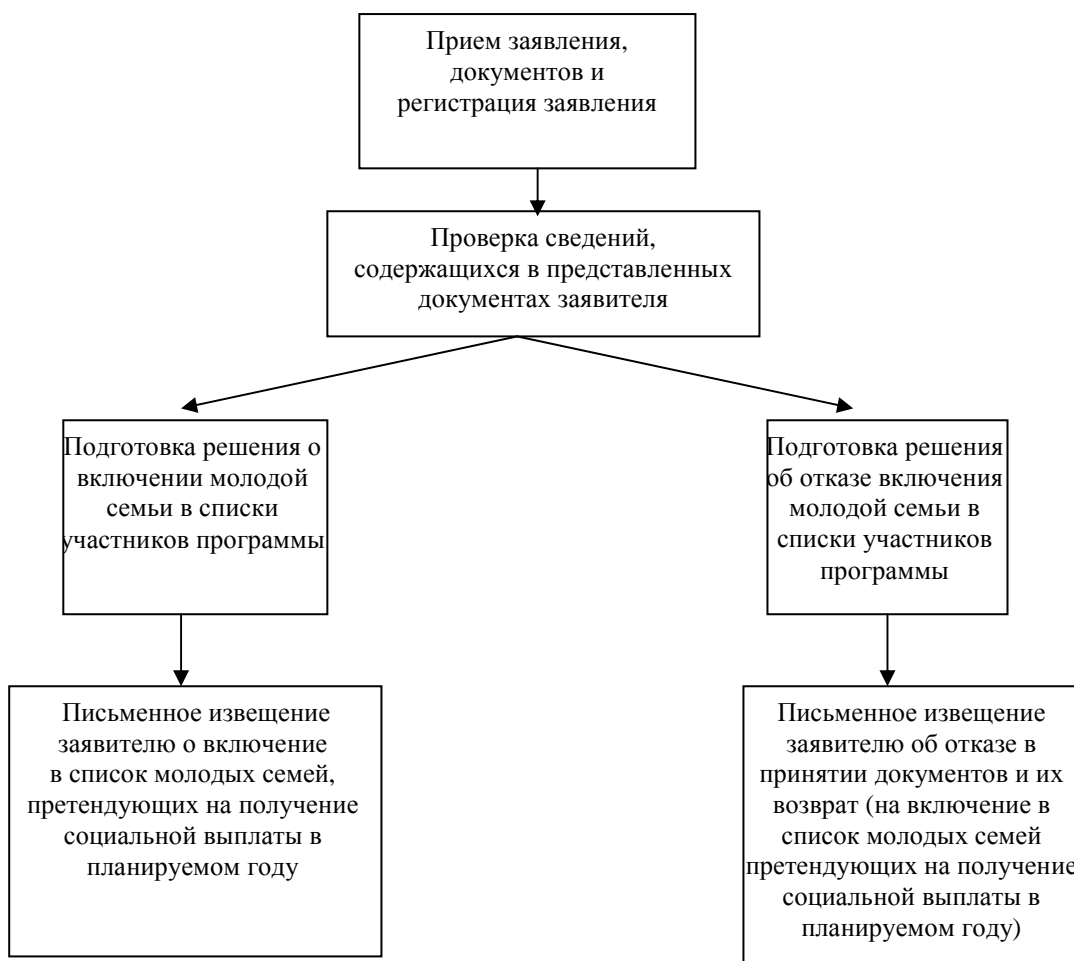 Прием заявления,
документов и
регистрация заявления
Проверка сведений,
содержащихся в представленных
документах заявителя
Подготовка решения о
включении молодой
семьи в списки
участников программы
Подготовка решения
об отказе включения
молодой семьи в
списки участников
программы
Письменное извещение
заявителю о включение
в список молодых семей,
претендующих на получение
социальной выплаты в
планируемом году
Письменное извещение
заявителю об отказе в
принятии документов и их
возврат (на включение в
список молодых семей
претендующих на получение
социальной выплаты в
планируемом году)